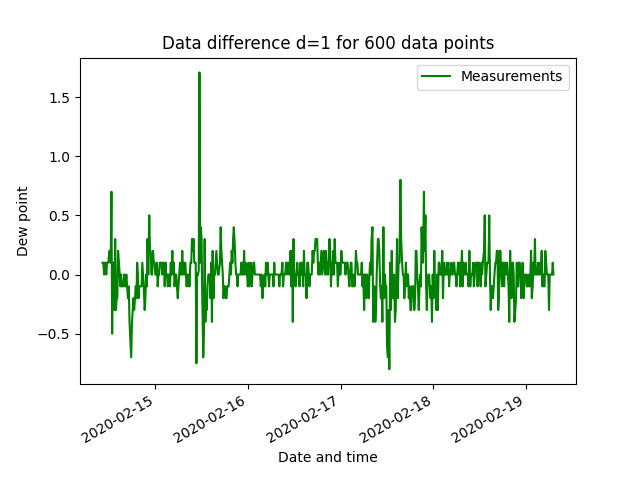 Data difference d=1 for 600 data points
Measurements
1.5
1.0
0.5
0.0
−0.5
Dew point
2020-02-15
2020-02-16
2020-02-17
2020-02-18
2020-02-19
Date and time